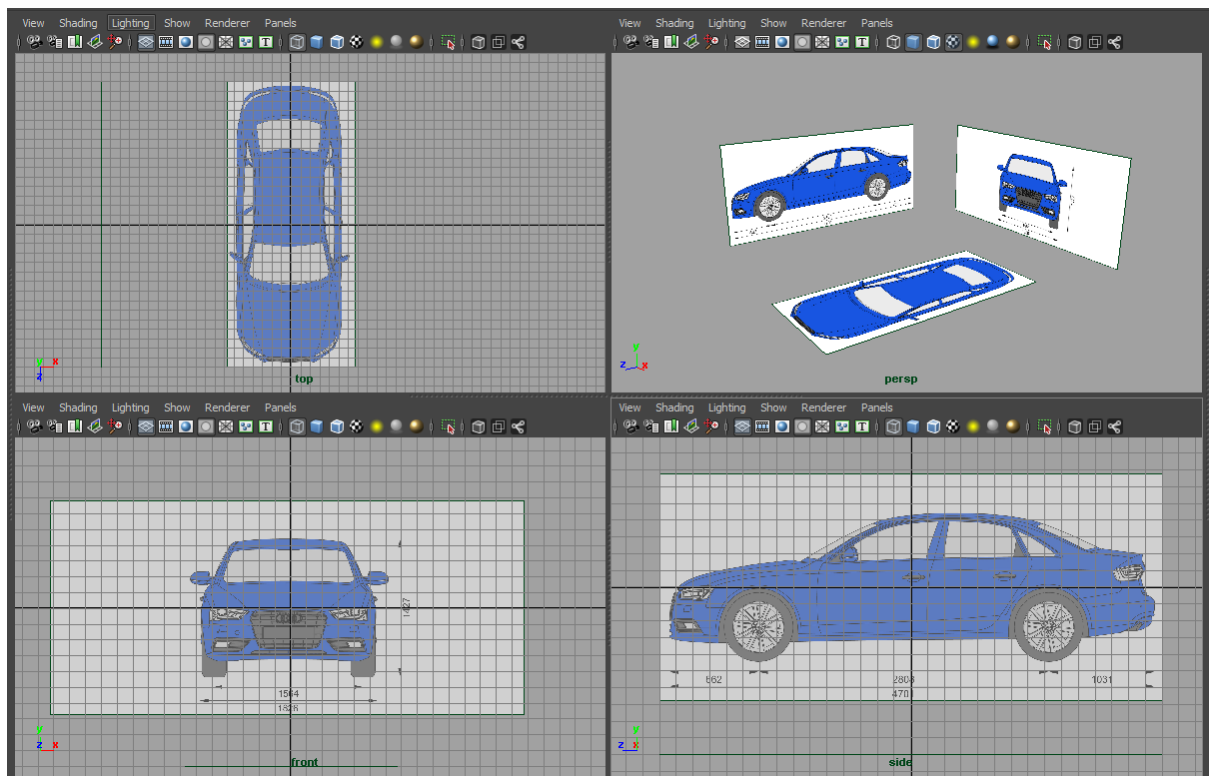 View Shading Lighting Show Renderer Panels
View Shading Lighting Show Renderer Panels
T
T
y x
z
top
y
z x
persp
View Shading Lighting Show Renderer Panels
View Shading Lighting Show Renderer Panels
T
T
1427
1564
1826
y
z x
front
2808
1031
4701
y
z x
side